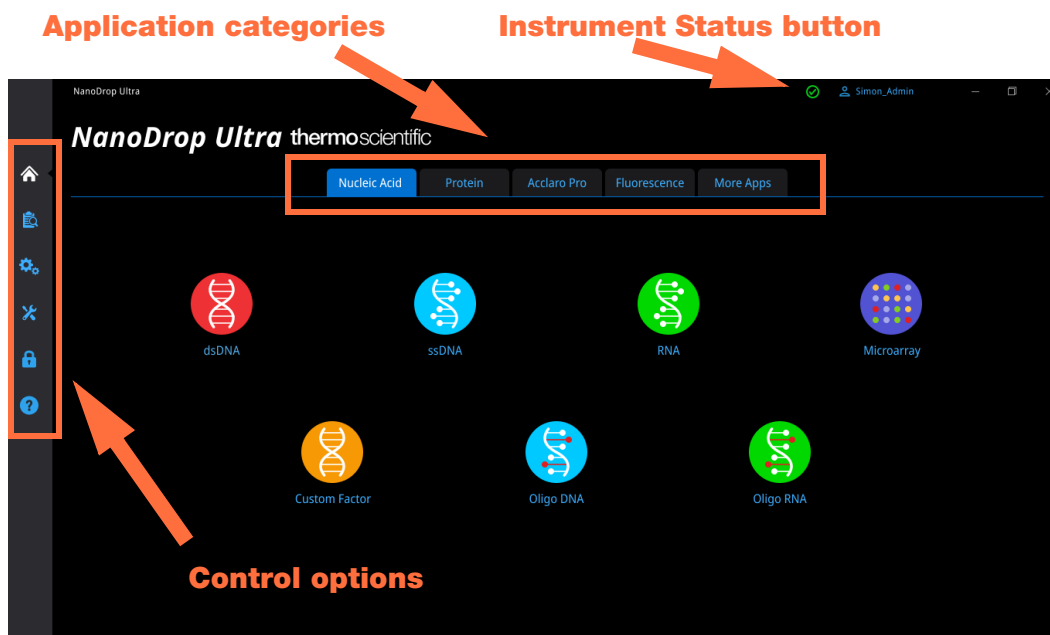 Application categories
Instrument Status button
NanoDrop Ultra
Simon_Admin
NanoDrop Ultra thermoscientific
Nucleic Acid
Protein
Acclaro Pro
Fluorescence
More Apps
dsDNA
ssDNA
RNA
Microarray
Custom Factor
Oligo DNA
Oligo RNA
?
Control options